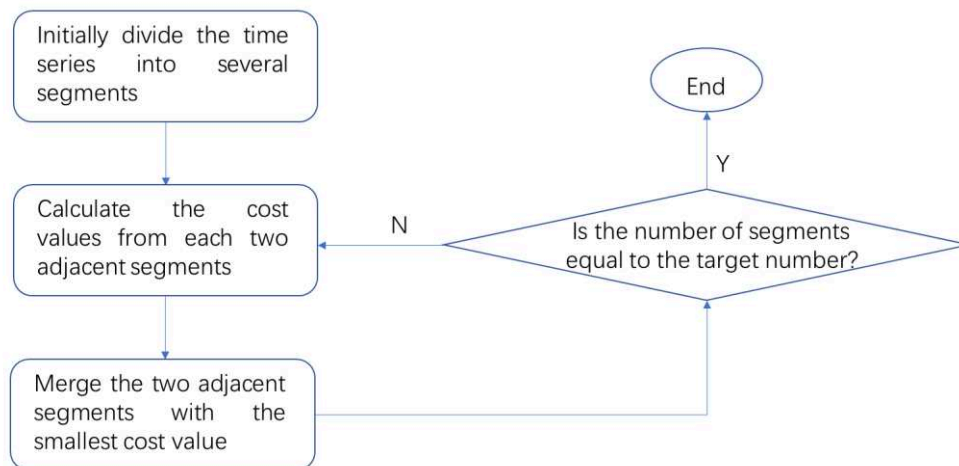 Initially divide the time
series into several
segments
End
Y
Calculate the cost
values from each two
adjacent segments
N
Is the number of segments
equal to the target number?
Merge the two adjacent
segments with the
smallest cost value